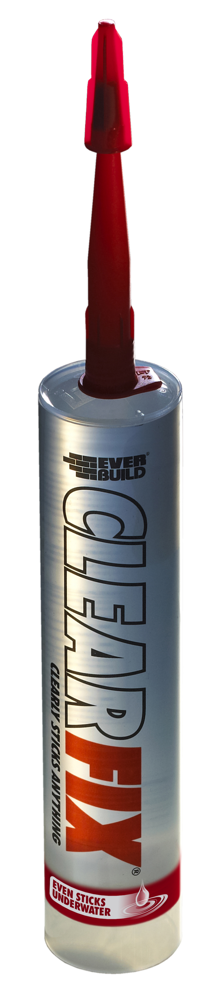 EVER
BUILD®
CLEARFIX®
CLEARLY STICKS ANYTHING
EVEN STICKS
UNDERWATER